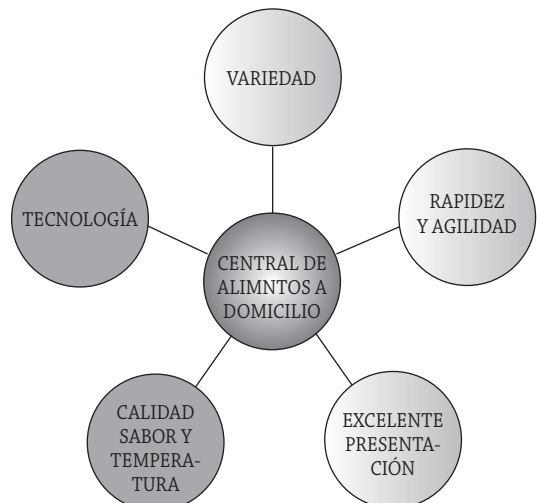 VARIEDAD
TECNOLOGÍA
RAPIDEZ
Y AGILIDAD
CENTRAL DE
ALIMNTOS A
DOMICILIO
CALIDAD
SABOR Y
TEMPERA-
TURA
EXCELENTE
PRESENTA-
CIÓN